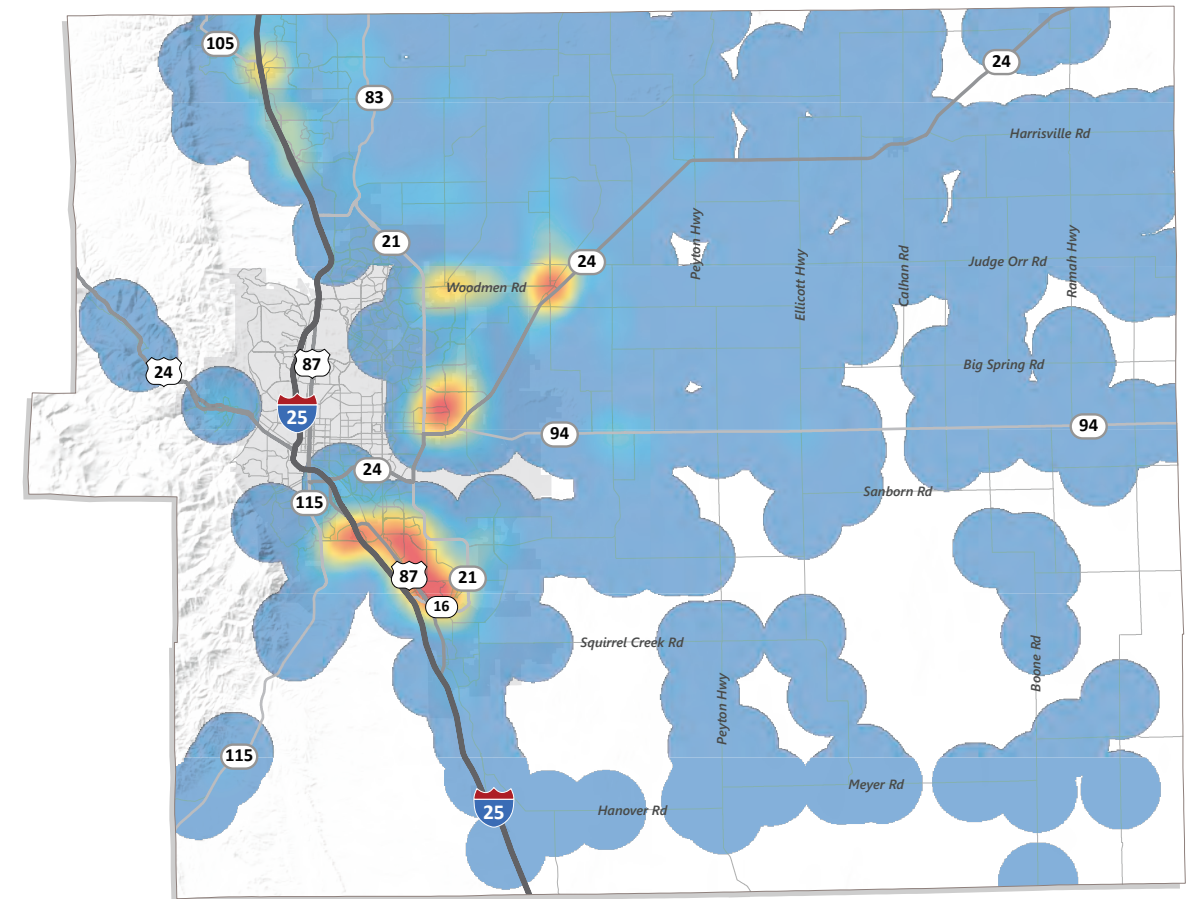 105
24
83
Harrisville Rd
21
24
Peyton Hwy
Ellicott Hwy
Calhan Rd
Judge Orr Rd
Ramah Hwy
Woodmen Rd
87
24
Big Spring Rd
25
94
94
24
Sanborn Rd
115
87
21
16
Squirrel Creek Rd
Boone Rd
Peyton Hwy
115
Meyer Rd
25
Hanover Rd